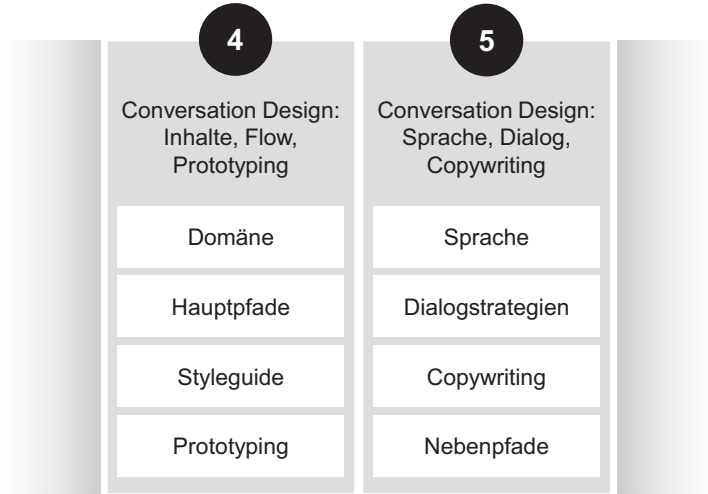 4
Conversation Design:
Inhalte, Flow,
Prototyping
Domäne
Hauptpfade
Styleguide
Prototyping
5
Conversation Design:
Sprache, Dialog,
Copywriting
Sprache
Dialogstrategien
Copywriting
Nebenpfade